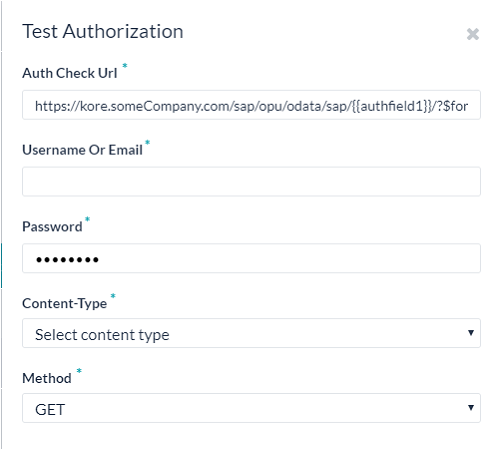 Test Authorization
Auth Check Url *
https://kore.someCompany.com/sap/opu/odata/sap/{{authfield1}}/?$for
Username Or Email *
Password *
••••••••
Content-Type *
Select content type
Method *
GET